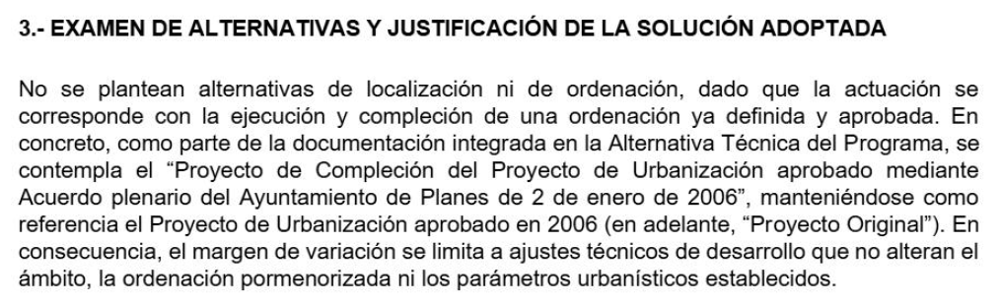 3.- EXAMEN DE ALTERNATIVAS Y JUSTIFICACIÓN DE LA SOLUCIÓN ADOPTADA
No se plantean alternativas de localización ni de ordenación, dado que la actuación se
corresponde con la ejecución y compleción de una ordenación ya definida y aprobada. En
concreto, como parte de la documentación integrada en la Alternativa Técnica del Programa, se
contempla el “Proyecto de Compleción del Proyecto de Urbanización aprobado mediante
Acuerdo plenario del Ayuntamiento de Planes de 2 de enero de 2006”, manteniéndose como
referencia el Proyecto de Urbanización aprobado en 2006 (en adelante, “Proyecto Original”). En
consecuencia, el margen de variación se limita a ajustes técnicos de desarrollo que no alteran el
ámbito, la ordenación pormenorizada ni los parámetros urbanísticos establecidos.